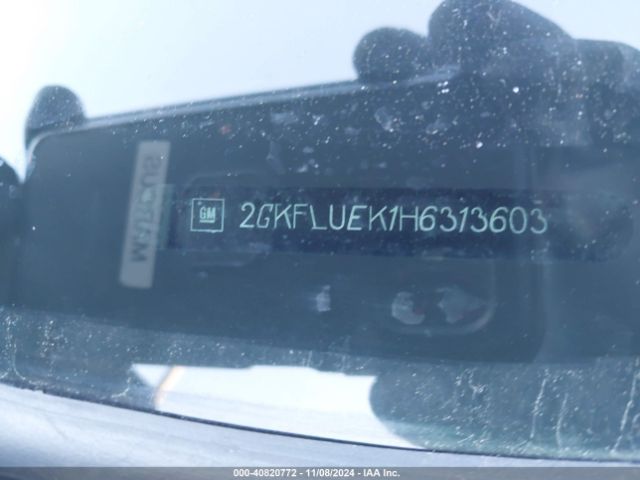 GM 2GKFLUEK1H6313603
000-40820772 - 11/08/2024 - IAA Inc.